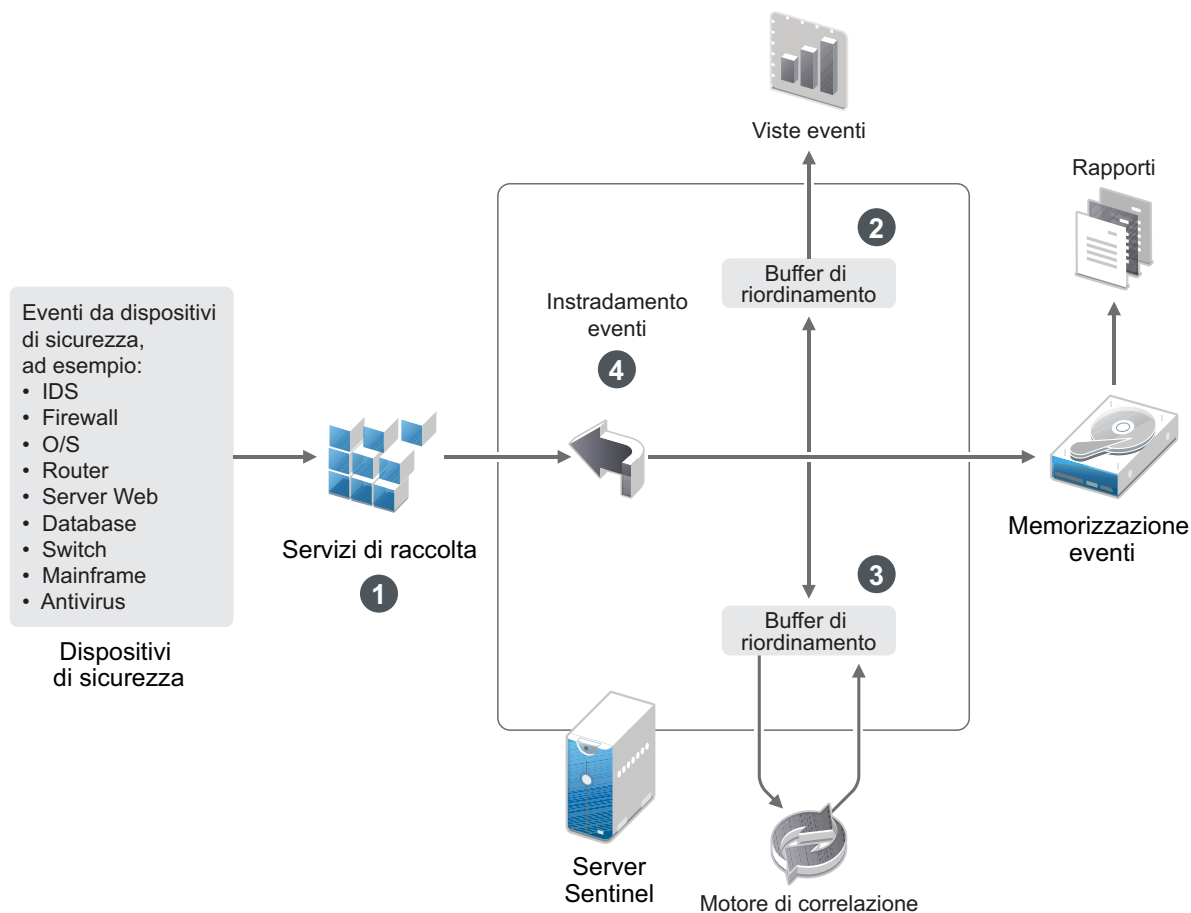 Viste eventi
Rapporti
2
Buffer di
riordinamento
Instradamento
eventi
4
Eventi da dispositivi
di sicurezza,
ad esempio:
• IDS
• Firewall
• O/S
• Router
• Server Web
• Database
• Switch
• Mainframe
• Antivirus
Dispositivi
di sicurezza
Servizi di raccolta
1
Memorizzazione
eventi
3
Buffer di
riordinamento
Server
Sentinel
Motore di correlazione